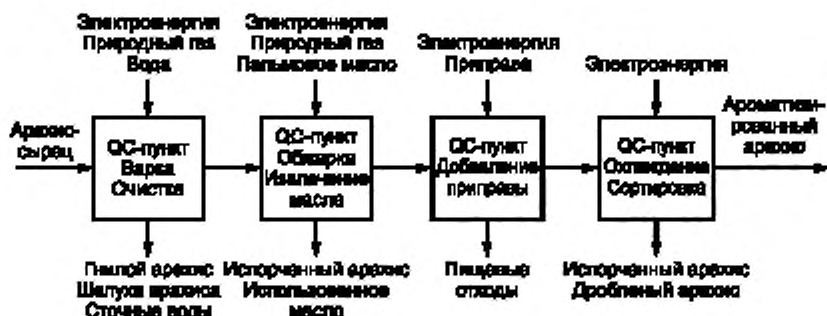 Электроэнергия
Природный газ
Вода
Электроэнергия
Природный газ
Пальмовое масло
Электроэнергия
Приправа
Электроэнергия
Арахис-
сырец
QC-пункт
Варка
Очистка
QC-пункт
Обжарка
Извлечение
масла
QC-пункт
Добавление
приправы
QC-пункт
Охлаждение
Сортировка
Ароматизи-
рованный
арахис
Гнилой арахис
Шелуха арахиса
Сточные воды
Испорченный арахис
Использованное
масло
Пищевые
отходы
Испорченный арахис
Дробленый арахис